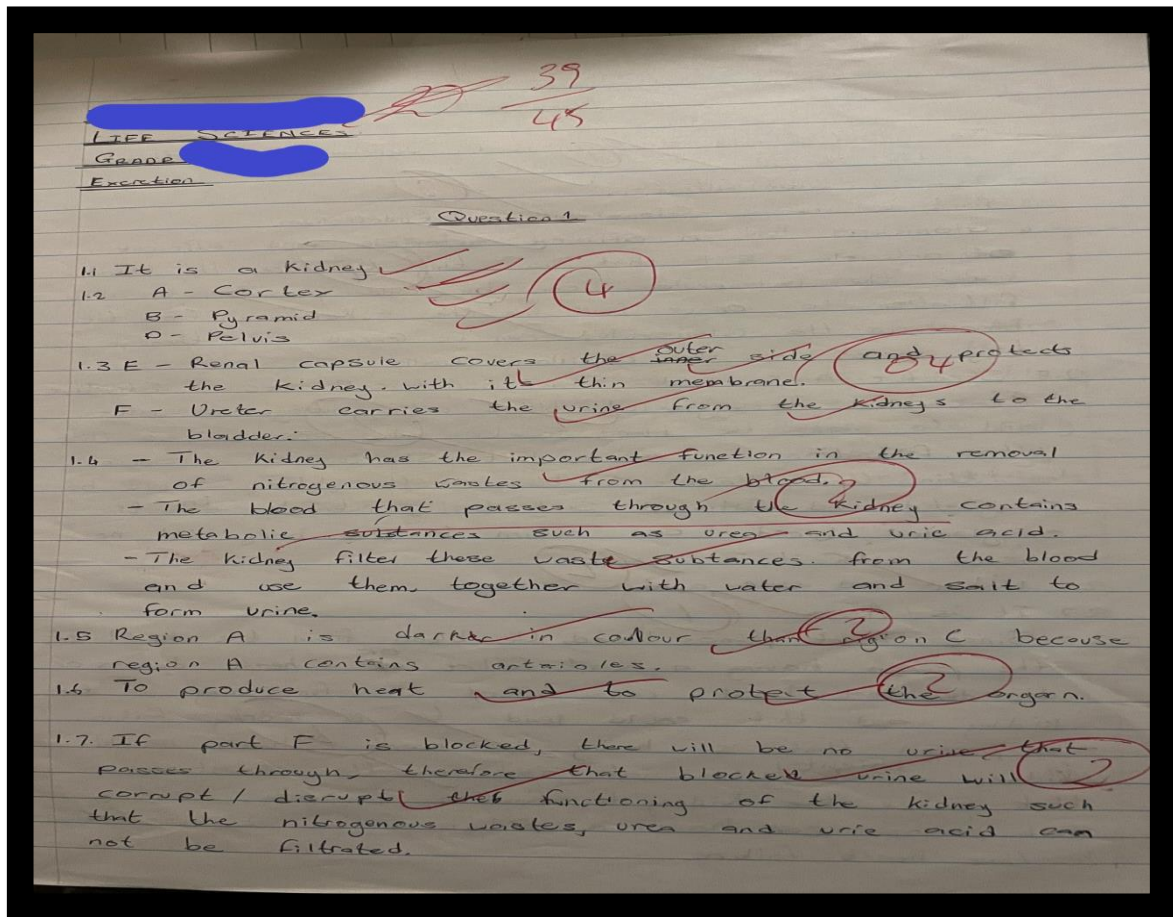 39
45
LIFE SCIENCES
GRADE
Excretion
Question 1
1.1 It is a kidney
1.2 A - Cortex
B - Pyramid
D - Pelvis
outer
1.3 E - Renal capsule covers the inner side and protects
the kidney. with it thin membrane.
4
F - Ureter carries the urine from the kidneys to the
bladder.
1.4 - The kidney has the important function in the removal
of nitrogenous wastes from the blood.
- The blood that passes through the kidney contains
metabolic substances such as urea and uric acid.
- The kidney filter these waste subtances. from the blood
and use them, together with water and salt to
form urine.
1.5 Region A is darker in colour than region C because
region A contains artrioles.
1.6 To produce heat and to protect the organ.
1.7. If part F is blocked, there will be no urine that
passes through, therefore that blocked urine will
corrupt / disrupt the functioning of the kidney such
that the nitrogenous wastes, urea and uric acid can
not be filtrated.
4
2
2
2
2